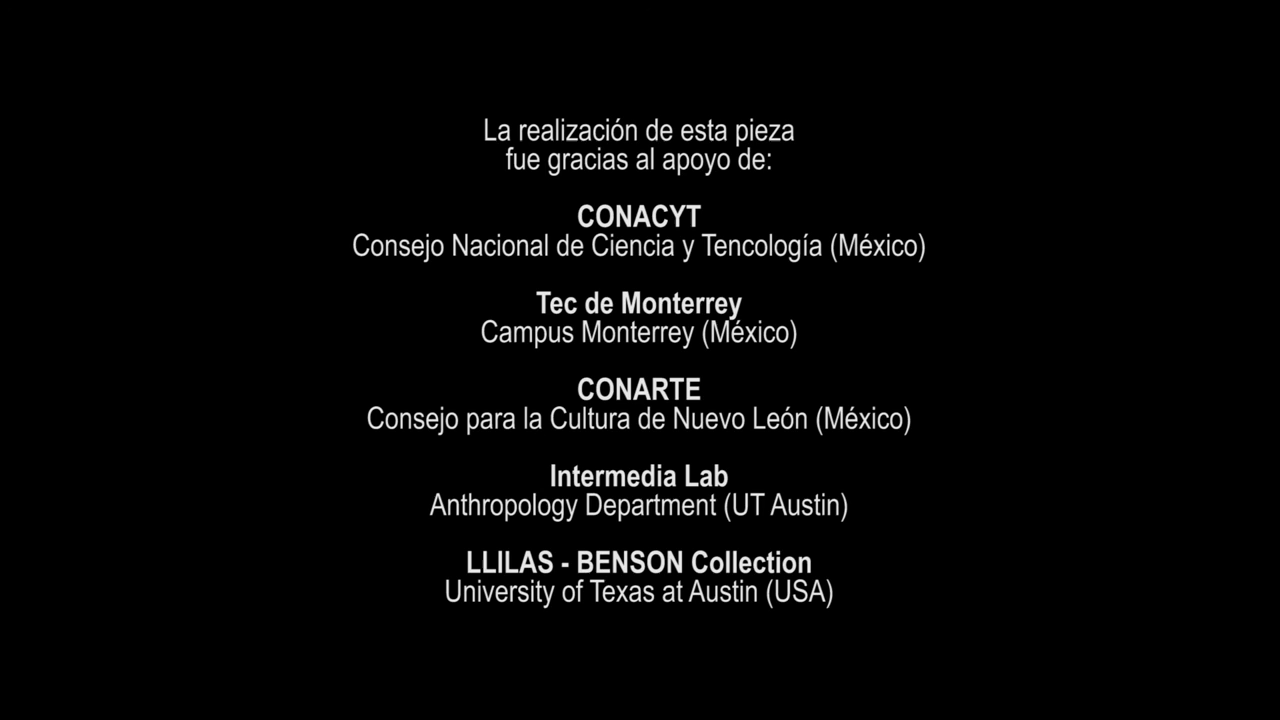 La realización de esta pieza
fue gracias al apoyo de:
CONACYT
Consejo Nacional de Ciencia y Tencología (México)
Tec de Monterrey
Campus Monterrey (México)
CONARTE
Consejo para la Cultura de Nuevo León (México)
Intermedia Lab
Anthropology Department (UT Austin)
LLILAS - BENSON Collection
University of Texas at Austin (USA)